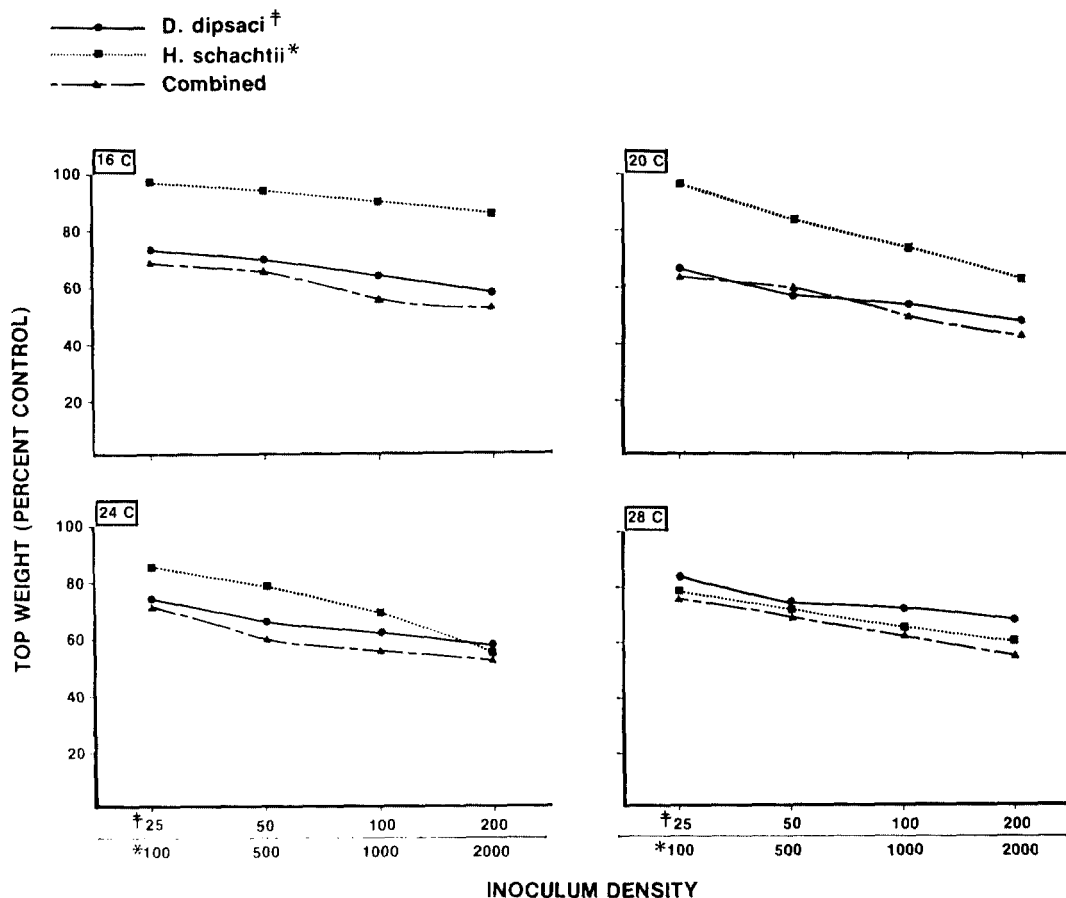 D. dipsaci‡
H. schachtii*
Combined
TOP WEIGHT (PERCENT CONTROL)
16 C
100
80
60
40
20
20 C
24 C
100
80
60
40
20
28 C
‡25 50 100 200
*100 500 1000 2000
‡25 50 100 200
*100 500 1000 2000
INOCULUM DENSITY